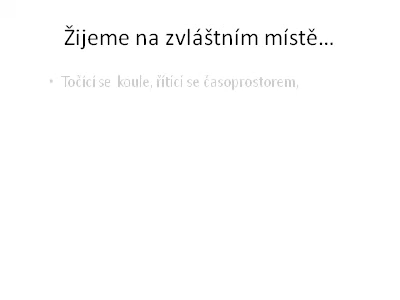 Žijeme na zvláštním místě...
• Točící se koule, řítící se časoprostorem,